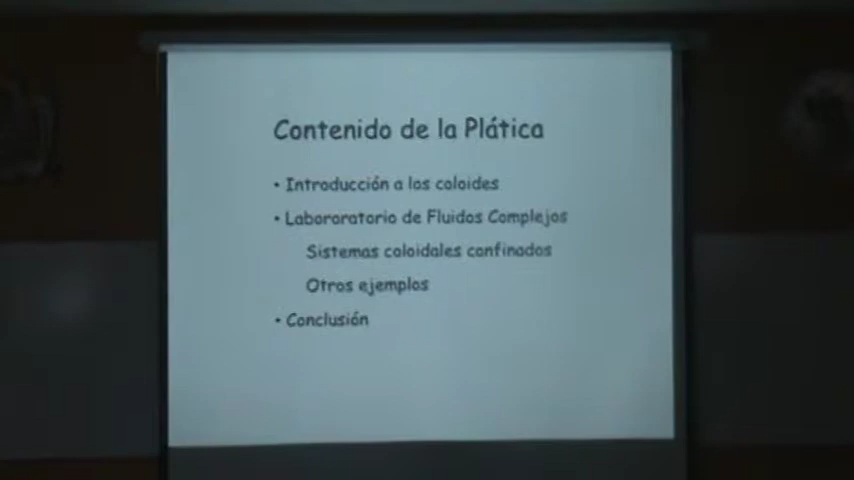 Contenido de la Plática
• Introducción a los coloides
• Labororatorio de Fluidos Complejos
Sistemas coloidales confinados
Otros ejemplos
• Conclusión